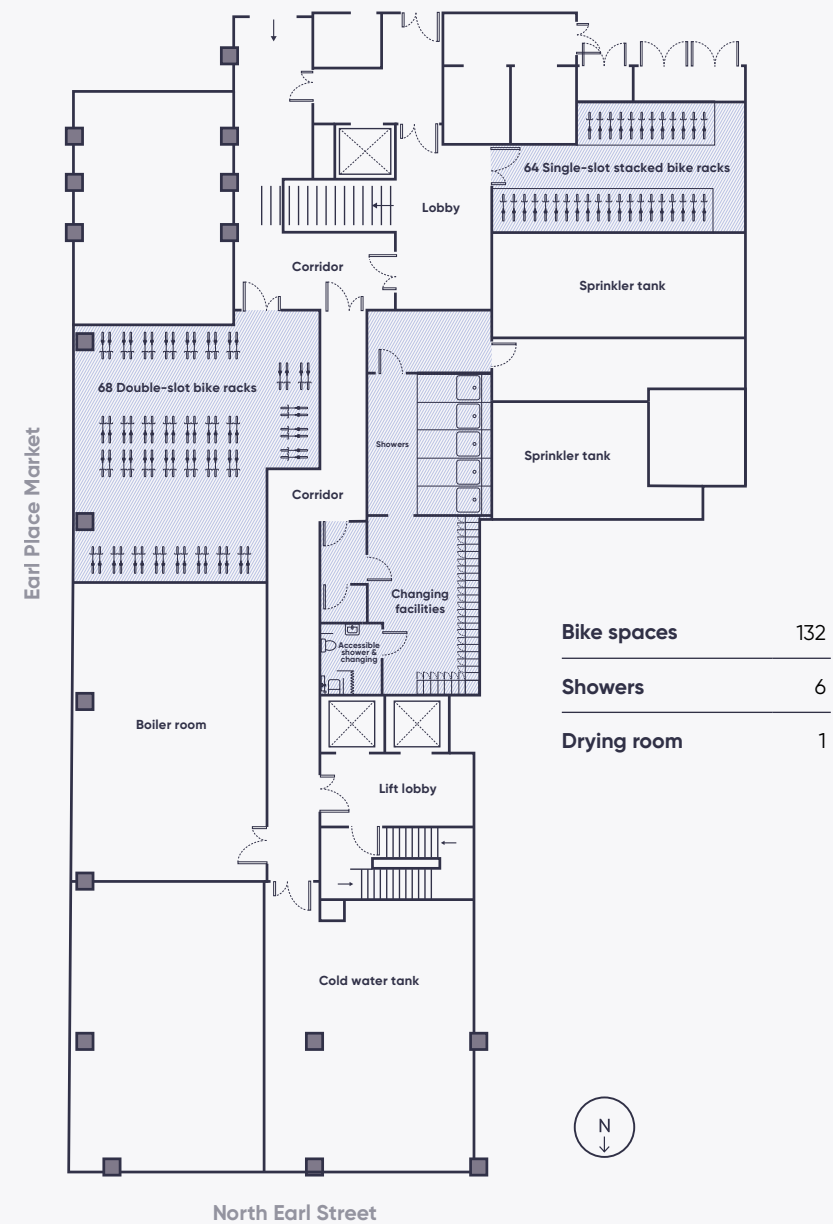 64 Single-slot stacked bike racks
Lobby
Corridor
Sprinkler tank
68 Double-slot bike racks
Showers
Sprinkler tank
Corridor
Earl Place Market
Changing
facilities
Accessible
shower &
changing
Bike spaces 132
Showers 6
Drying room 1
Boiler room
Lift lobby
Cold water tank
N
North Earl Street